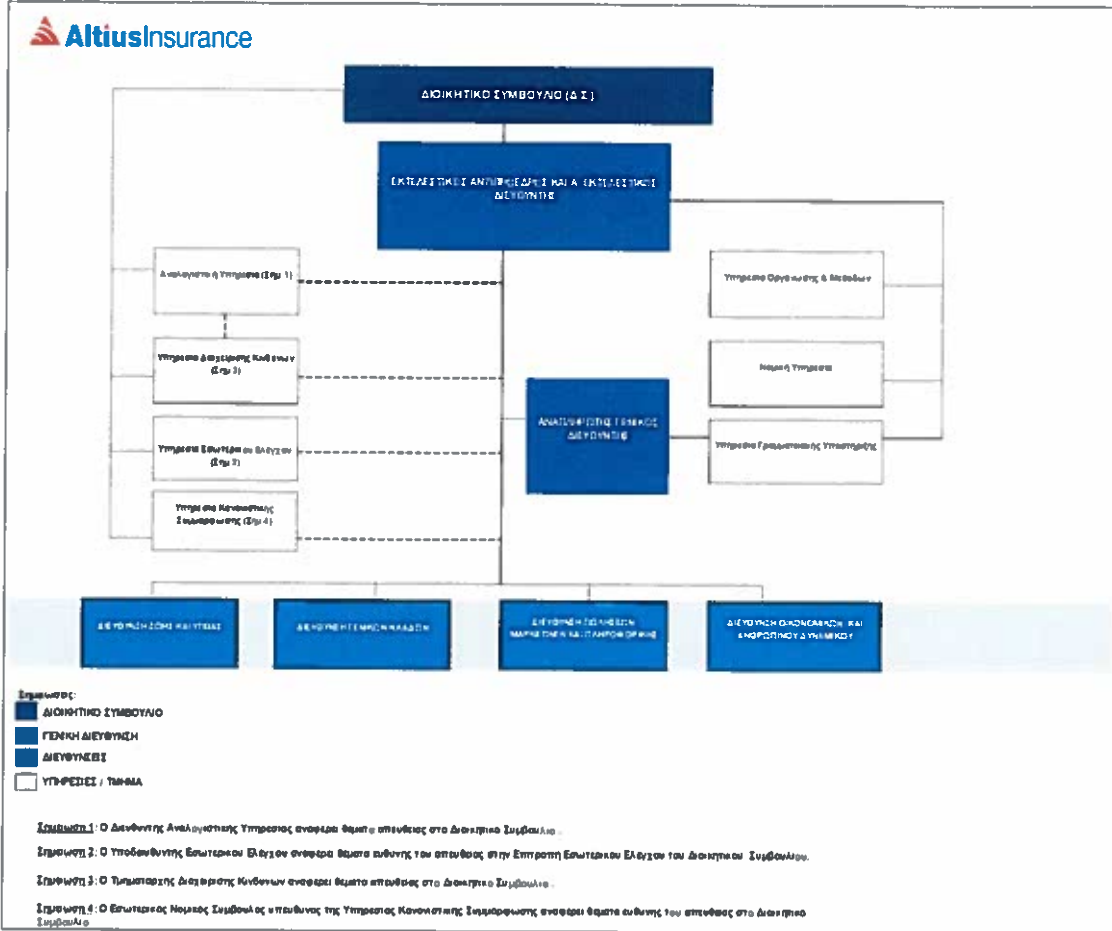 AltiusInsurance
ΔΙΟΙΚΗΤΙΚΟ ΣΥΜΒΟΥΛΙΟ (Δ.Σ.)
ΕΚΤΕΛΕΣΤΙΚΟΣ ΑΝΤΙΠΡΟΕΔΡΟΣ ΚΑΙ Α. ΕΚΤΕΛΕΣΤΙΚΟΣ
ΔΙΕΥΘΥΝΤΗΣ
Αναλογιστική Υπηρεσία (Σημ 1)
Υπηρεσία Οργάνωσης & Μεθόδων
Υπηρεσία Διαχείρισης Κινδύνων
(Σημ 3)
Νομική Υπηρεσία
ΑΝΑΠΛΗΡΩΤΗΣ ΓΕΝΙΚΟΣ
ΔΙΕΥΘΥΝΤΗΣ
Υπηρεσία Εσωτερικού Ελέγχου
(Σημ 2)
Υπηρεσία Γραμματειακής Υποστήριξης
Υπηρεσία Κανονιστικής
Συμμόρφωσης (Σημ 4)
ΔΙΕΥΘΥΝΣΗ ΖΩΗΣ ΚΑΙ ΥΓΕΙΑΣ
ΔΙΕΥΘΥΝΣΗ ΓΕΝΙΚΩΝ ΚΛΑΔΩΝ
ΔΙΕΥΘΥΝΣΗ ΠΩΛΗΣΕΩΝ
ΜΑΡΚΕΤΙΝΓΚ ΚΑΙ ΠΛΗΡΟΦΟΡΙΚΗΣ
ΔΙΕΥΘΥΝΣΗ ΟΙΚΟΝΟΜΙΚΩΝ ΚΑΙ
ΑΝΘΡΩΠΙΝΟΥ ΔΥΝΑΜΙΚΟΥ
Σημειώσεις:
ΔΙΟΙΚΗΤΙΚΟ ΣΥΜΒΟΥΛΙΟ
ΓΕΝΙΚΗ ΔΙΕΥΘΥΝΣΗ
ΔΙΕΥΘΥΝΣΕΙΣ
ΥΠΗΡΕΣΙΕΣ / ΤΜΗΜΑ
Σημείωση 1: Ο Διευθυντής Αναλογιστικής Υπηρεσίας αναφέρει θέματα απευθείας στο Διοικητικό Συμβούλιο .
Σημείωση 2: Ο Υποδιευθυντής Εσωτερικού Ελέγχου αναφέρει θέματα ευθύνης του απευθείας στην Επιτροπή Εσωτερικού Ελέγχου του Διοικητικού Συμβουλίου.
Σημείωση 3: Ο Τμηματάρχης Διαχείρισης Κινδύνων αναφέρει θέματα απευθείας στο Διοικητικό Συμβούλιο .
Σημείωση 4: Ο Εσωτερικός Νομικός Σύμβουλος υπεύθυνος της Υπηρεσίας Κανονιστικής Συμμόρφωσης αναφέρει θέματα ευθύνης του απευθείας στο Διοικητικό
Συμβούλιο